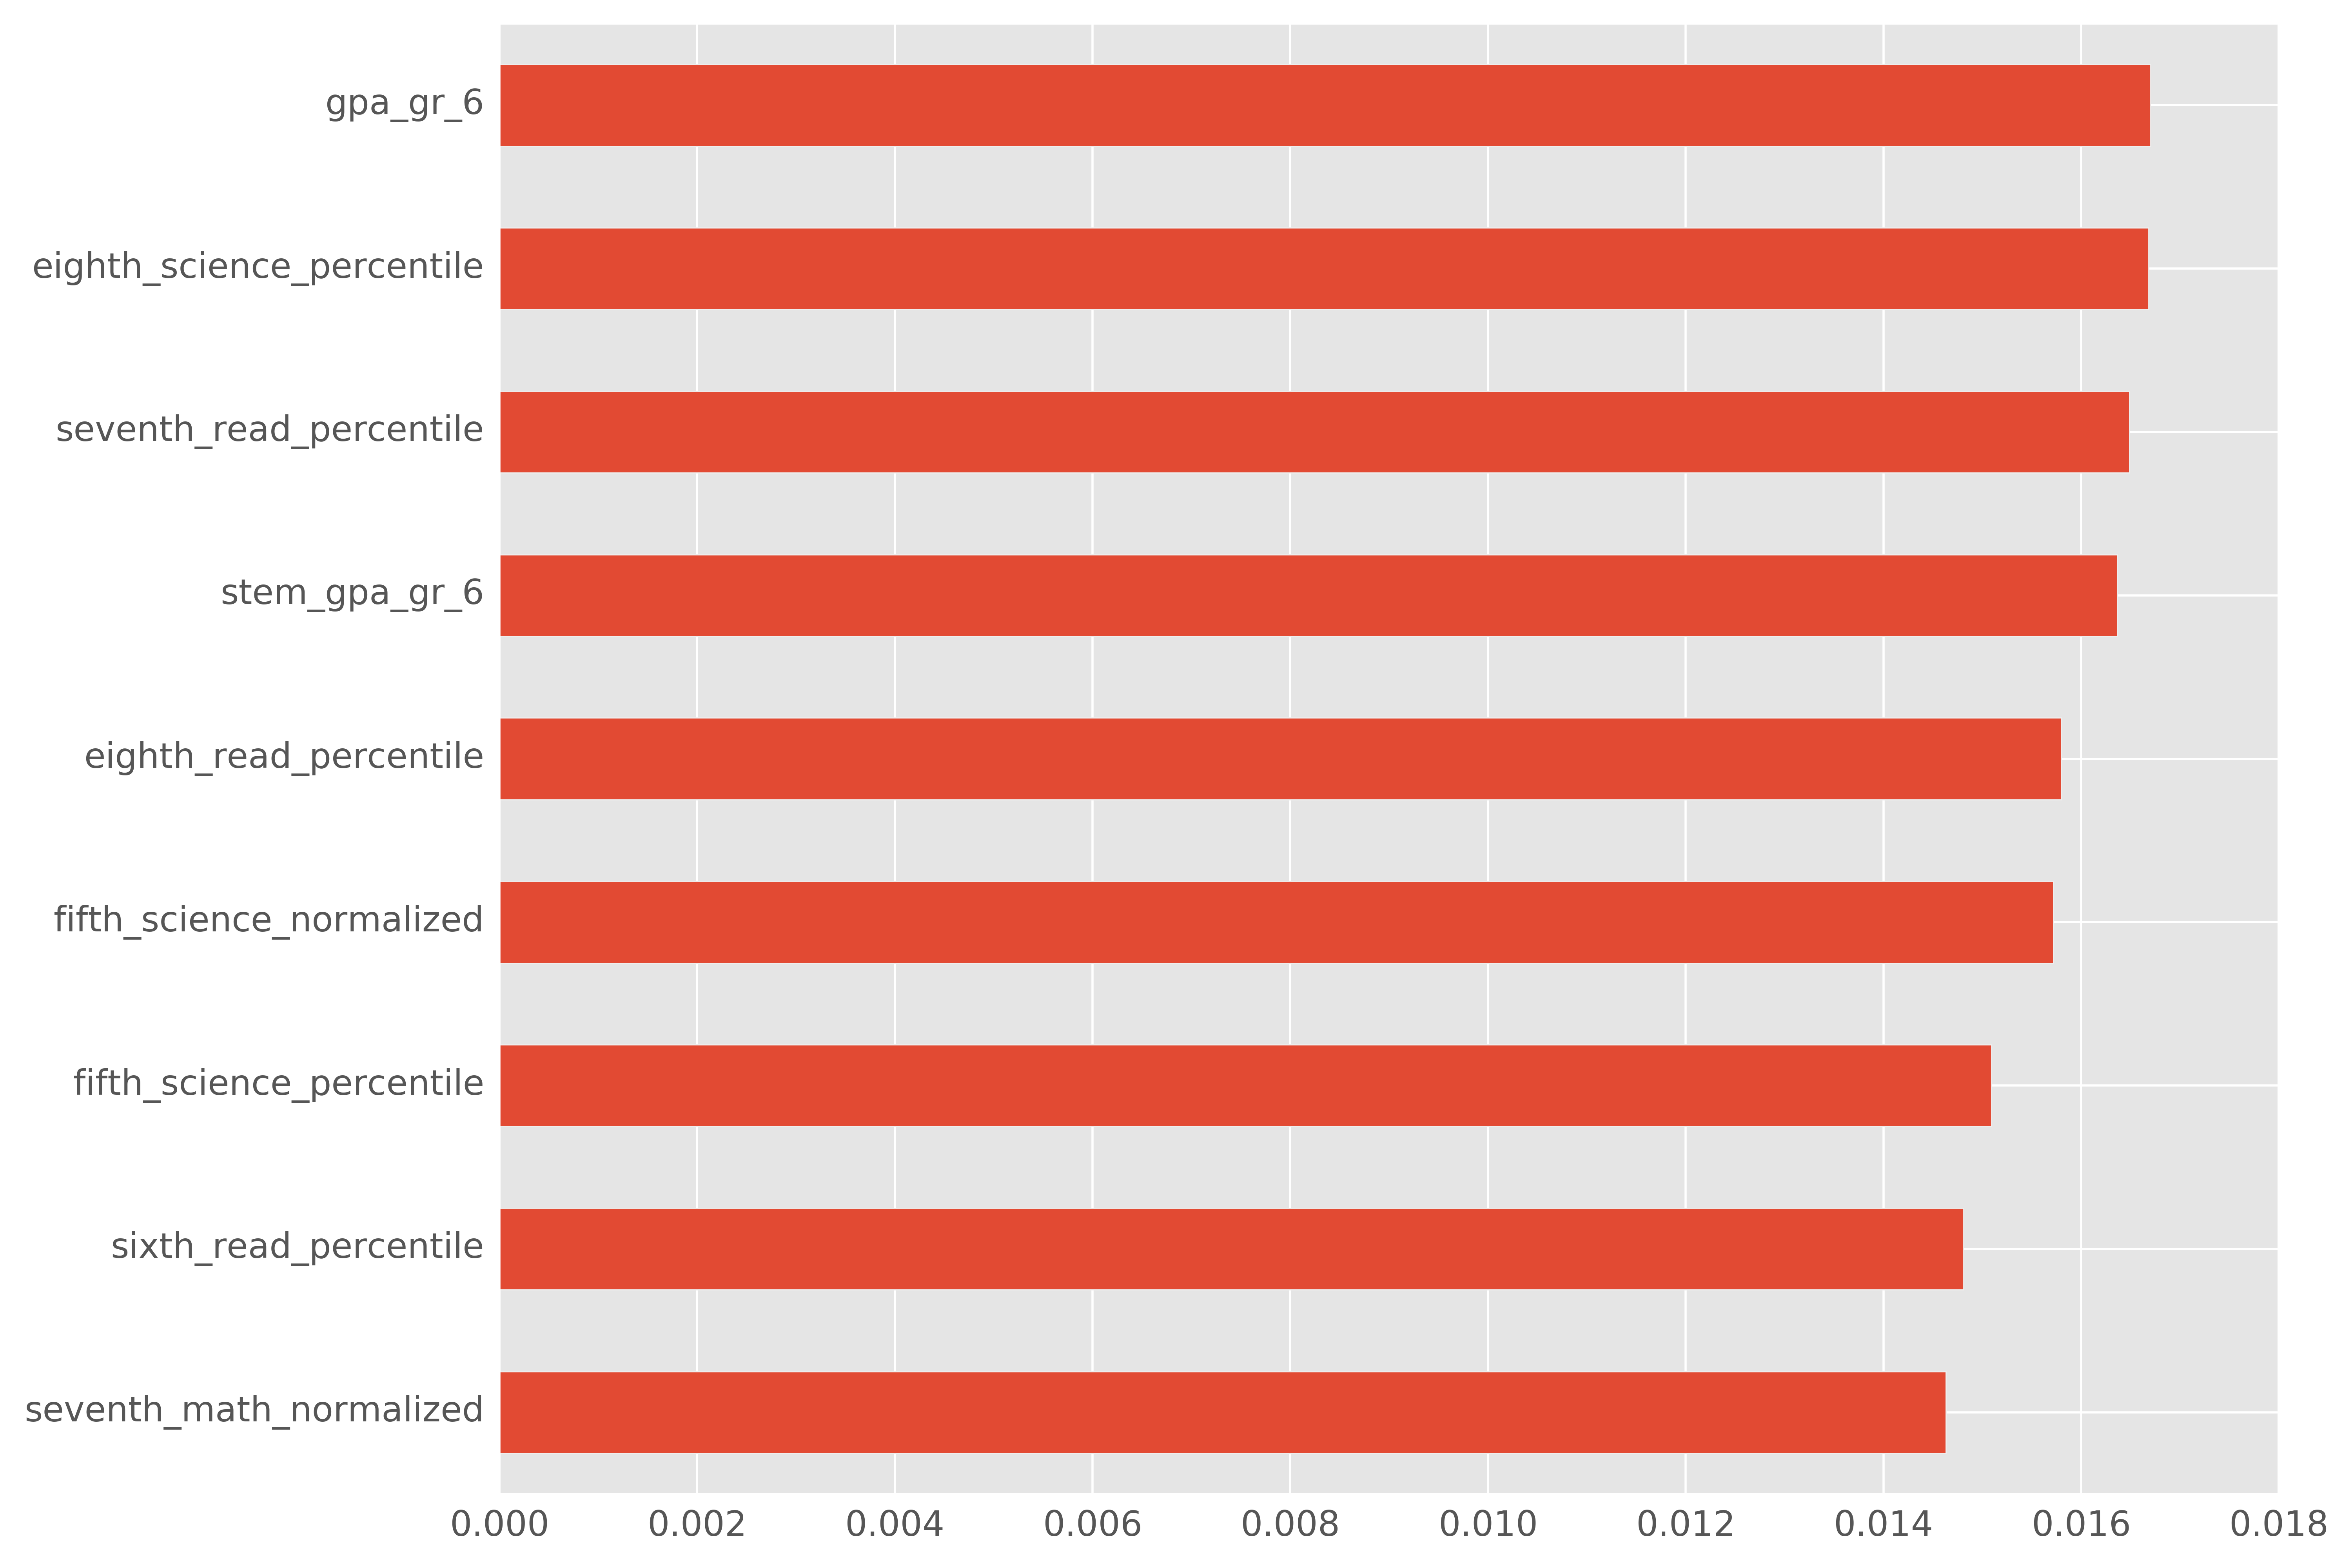 gpa_gr_6
eighth_science_percentile
seventh_read_percentile
stem_gpa_gr_6
eighth_read_percentile
fifth_science_normalized
fifth_science_percentile
sixth_read_percentile
seventh_math_normalized
0.000 0.002 0.004 0.006 0.008 0.010 0.012 0.014 0.016 0.018